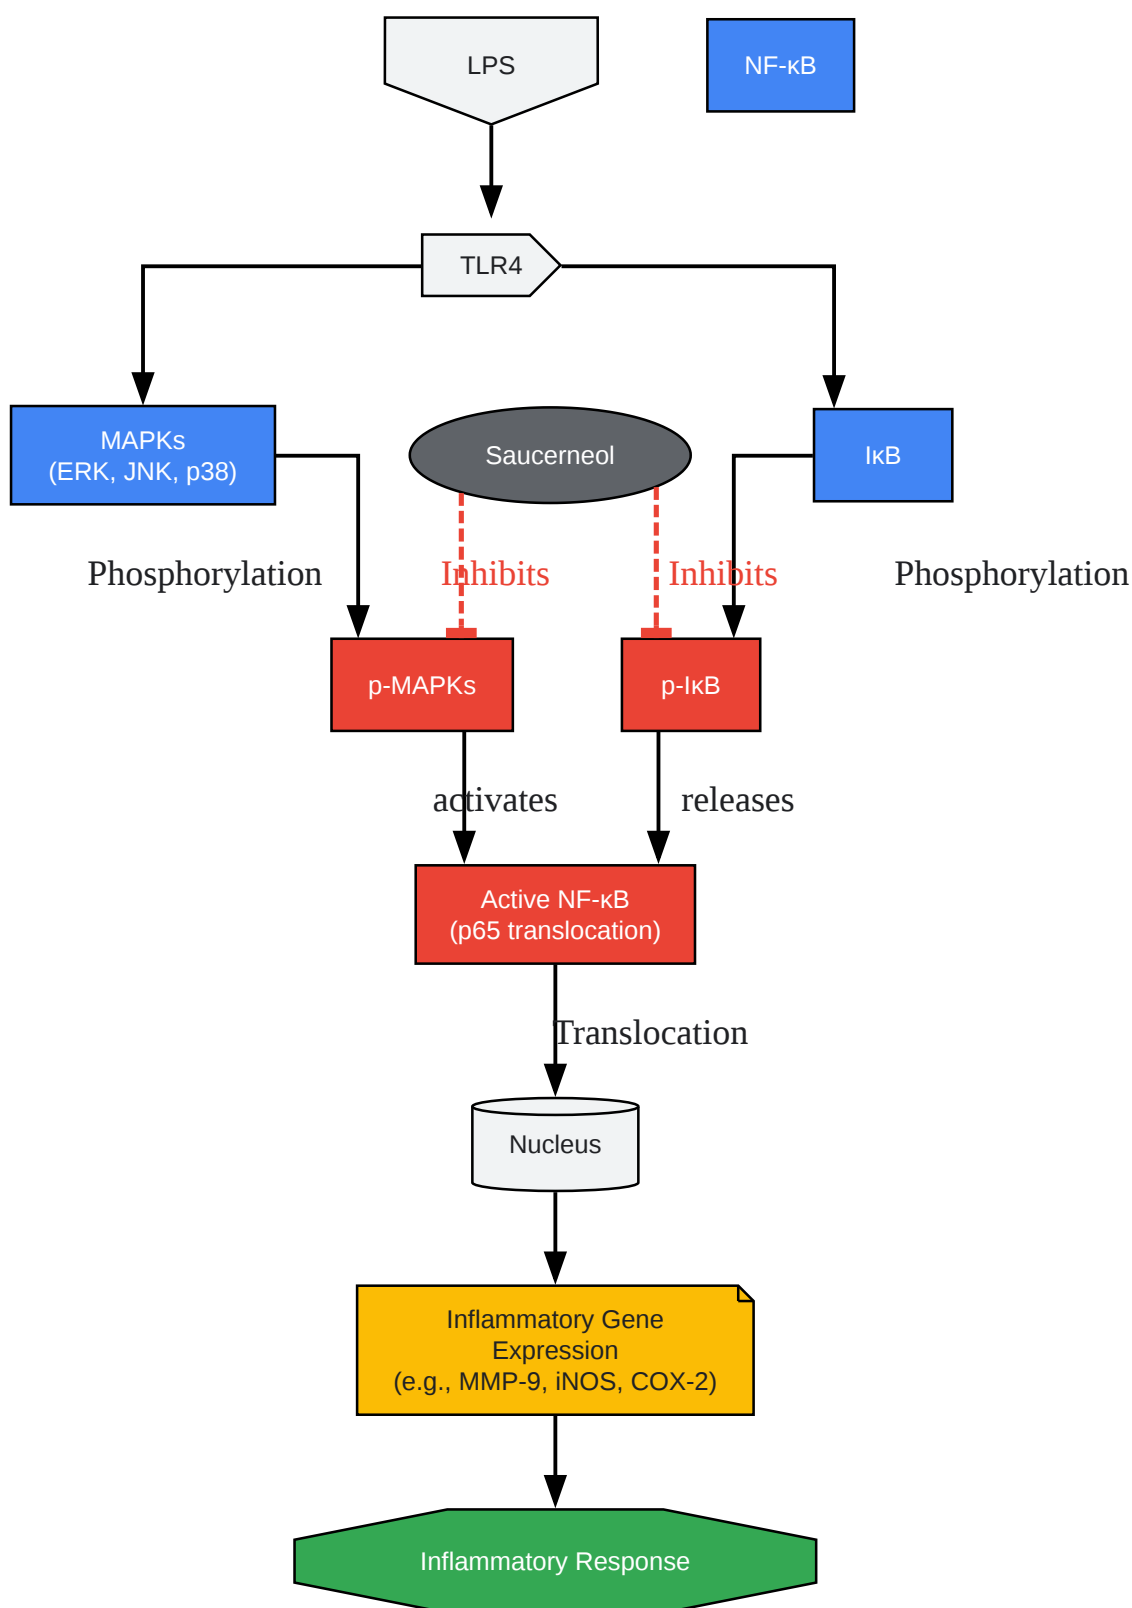 LPS
NF-κB
TLR4
MAPKs
(ERK, JNK, p38)
Saucerneol
IκB
Phosphorylation
Inhibits
Inhibits
Phosphorylation
p-MAPKs
p-IκB
activates
releases
Active NF-κB
(p65 translocation)
Translocation
Nucleus
Inflammatory Gene
Expression
(e.g., MMP-9, iNOS, COX-2)
Inflammatory Response